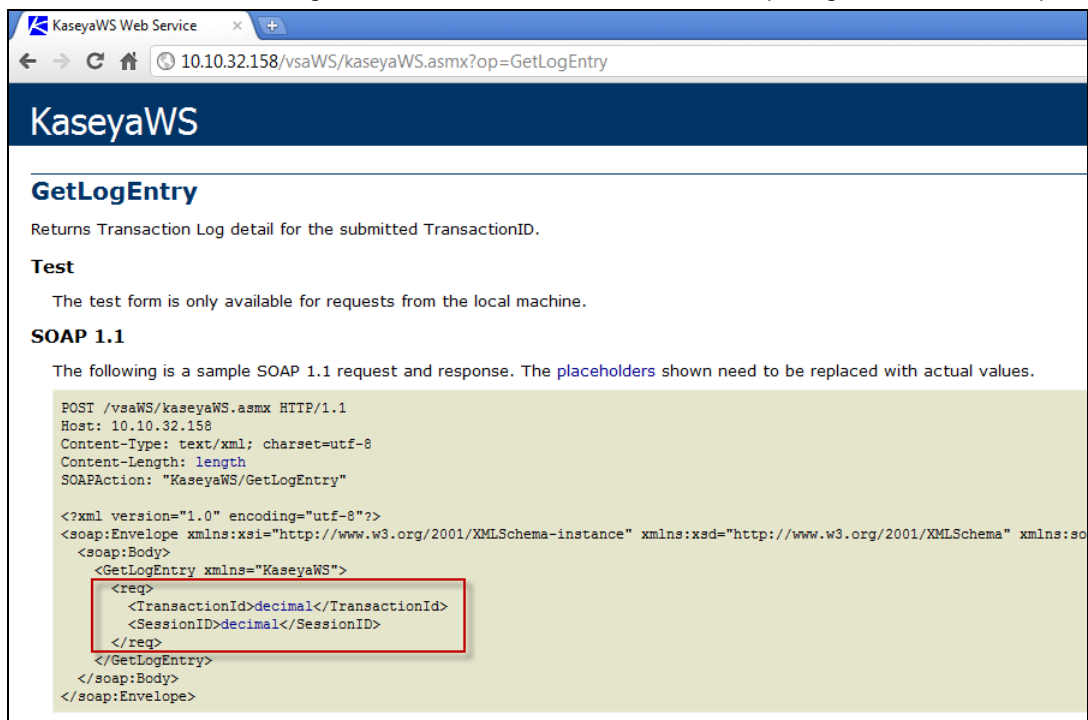 KaseyaWS Web Service
10.10.32.158/vsaWS/kaseyaWS.asmx?op=GetLogEntry
KaseyaWS
GetLogEntry
Returns Transaction Log detail for the submitted TransactionID.
Test
The test form is only available for requests from the local machine.
SOAP 1.1
The following is a sample SOAP 1.1 request and response. The placeholders shown need to be replaced with actual values.
POST /vsaWS/kaseyaWS.asmx HTTP/1.1
Host: 10.10.32.158
Content-Type: text/xml; charset=utf-8
Content-Length: length
SOAPAction: "KaseyaWS/GetLogEntry"
<?xml version="1.0" encoding="utf-8"?>
<soap:Envelope xmlns:xsi="http://www.w3.org/2001/XMLSchema-instance" xmlns:xsd="http://www.w3.org/2001/XMLSchema" xmlns:so
<soap:Body>
<GetLogEntry xmlns="KaseyaWS">
<req>
<TransactionId>decimal</TransactionId>
<SessionID>decimal</SessionID>
</req>
</GetLogEntry>
</soap:Body>
</soap:Envelope>